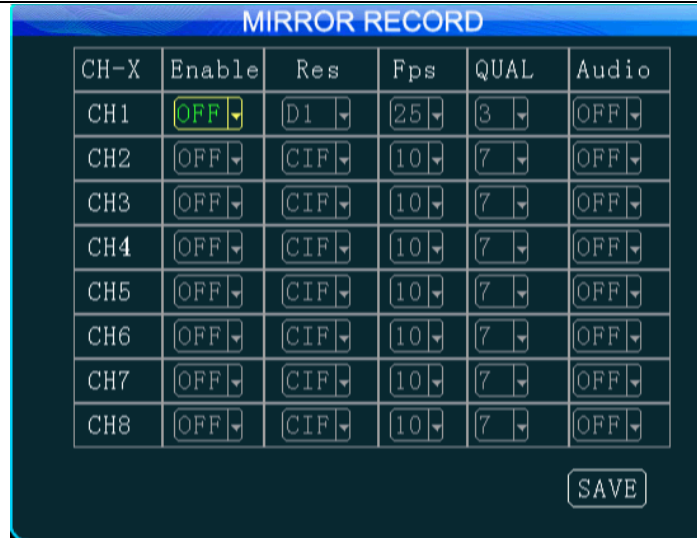 MIRROR RECORD
CH-X Enable Res Fps QUAL Audio
CH1 OFF D1 25 3 OFF
CH2 OFF CIF 10 7 OFF
CH3 OFF CIF 10 7 OFF
CH4 OFF CIF 10 7 OFF
CH5 OFF CIF 10 7 OFF
CH6 OFF CIF 10 7 OFF
CH7 OFF CIF 10 7 OFF
CH8 OFF CIF 10 7 OFF
SAVE